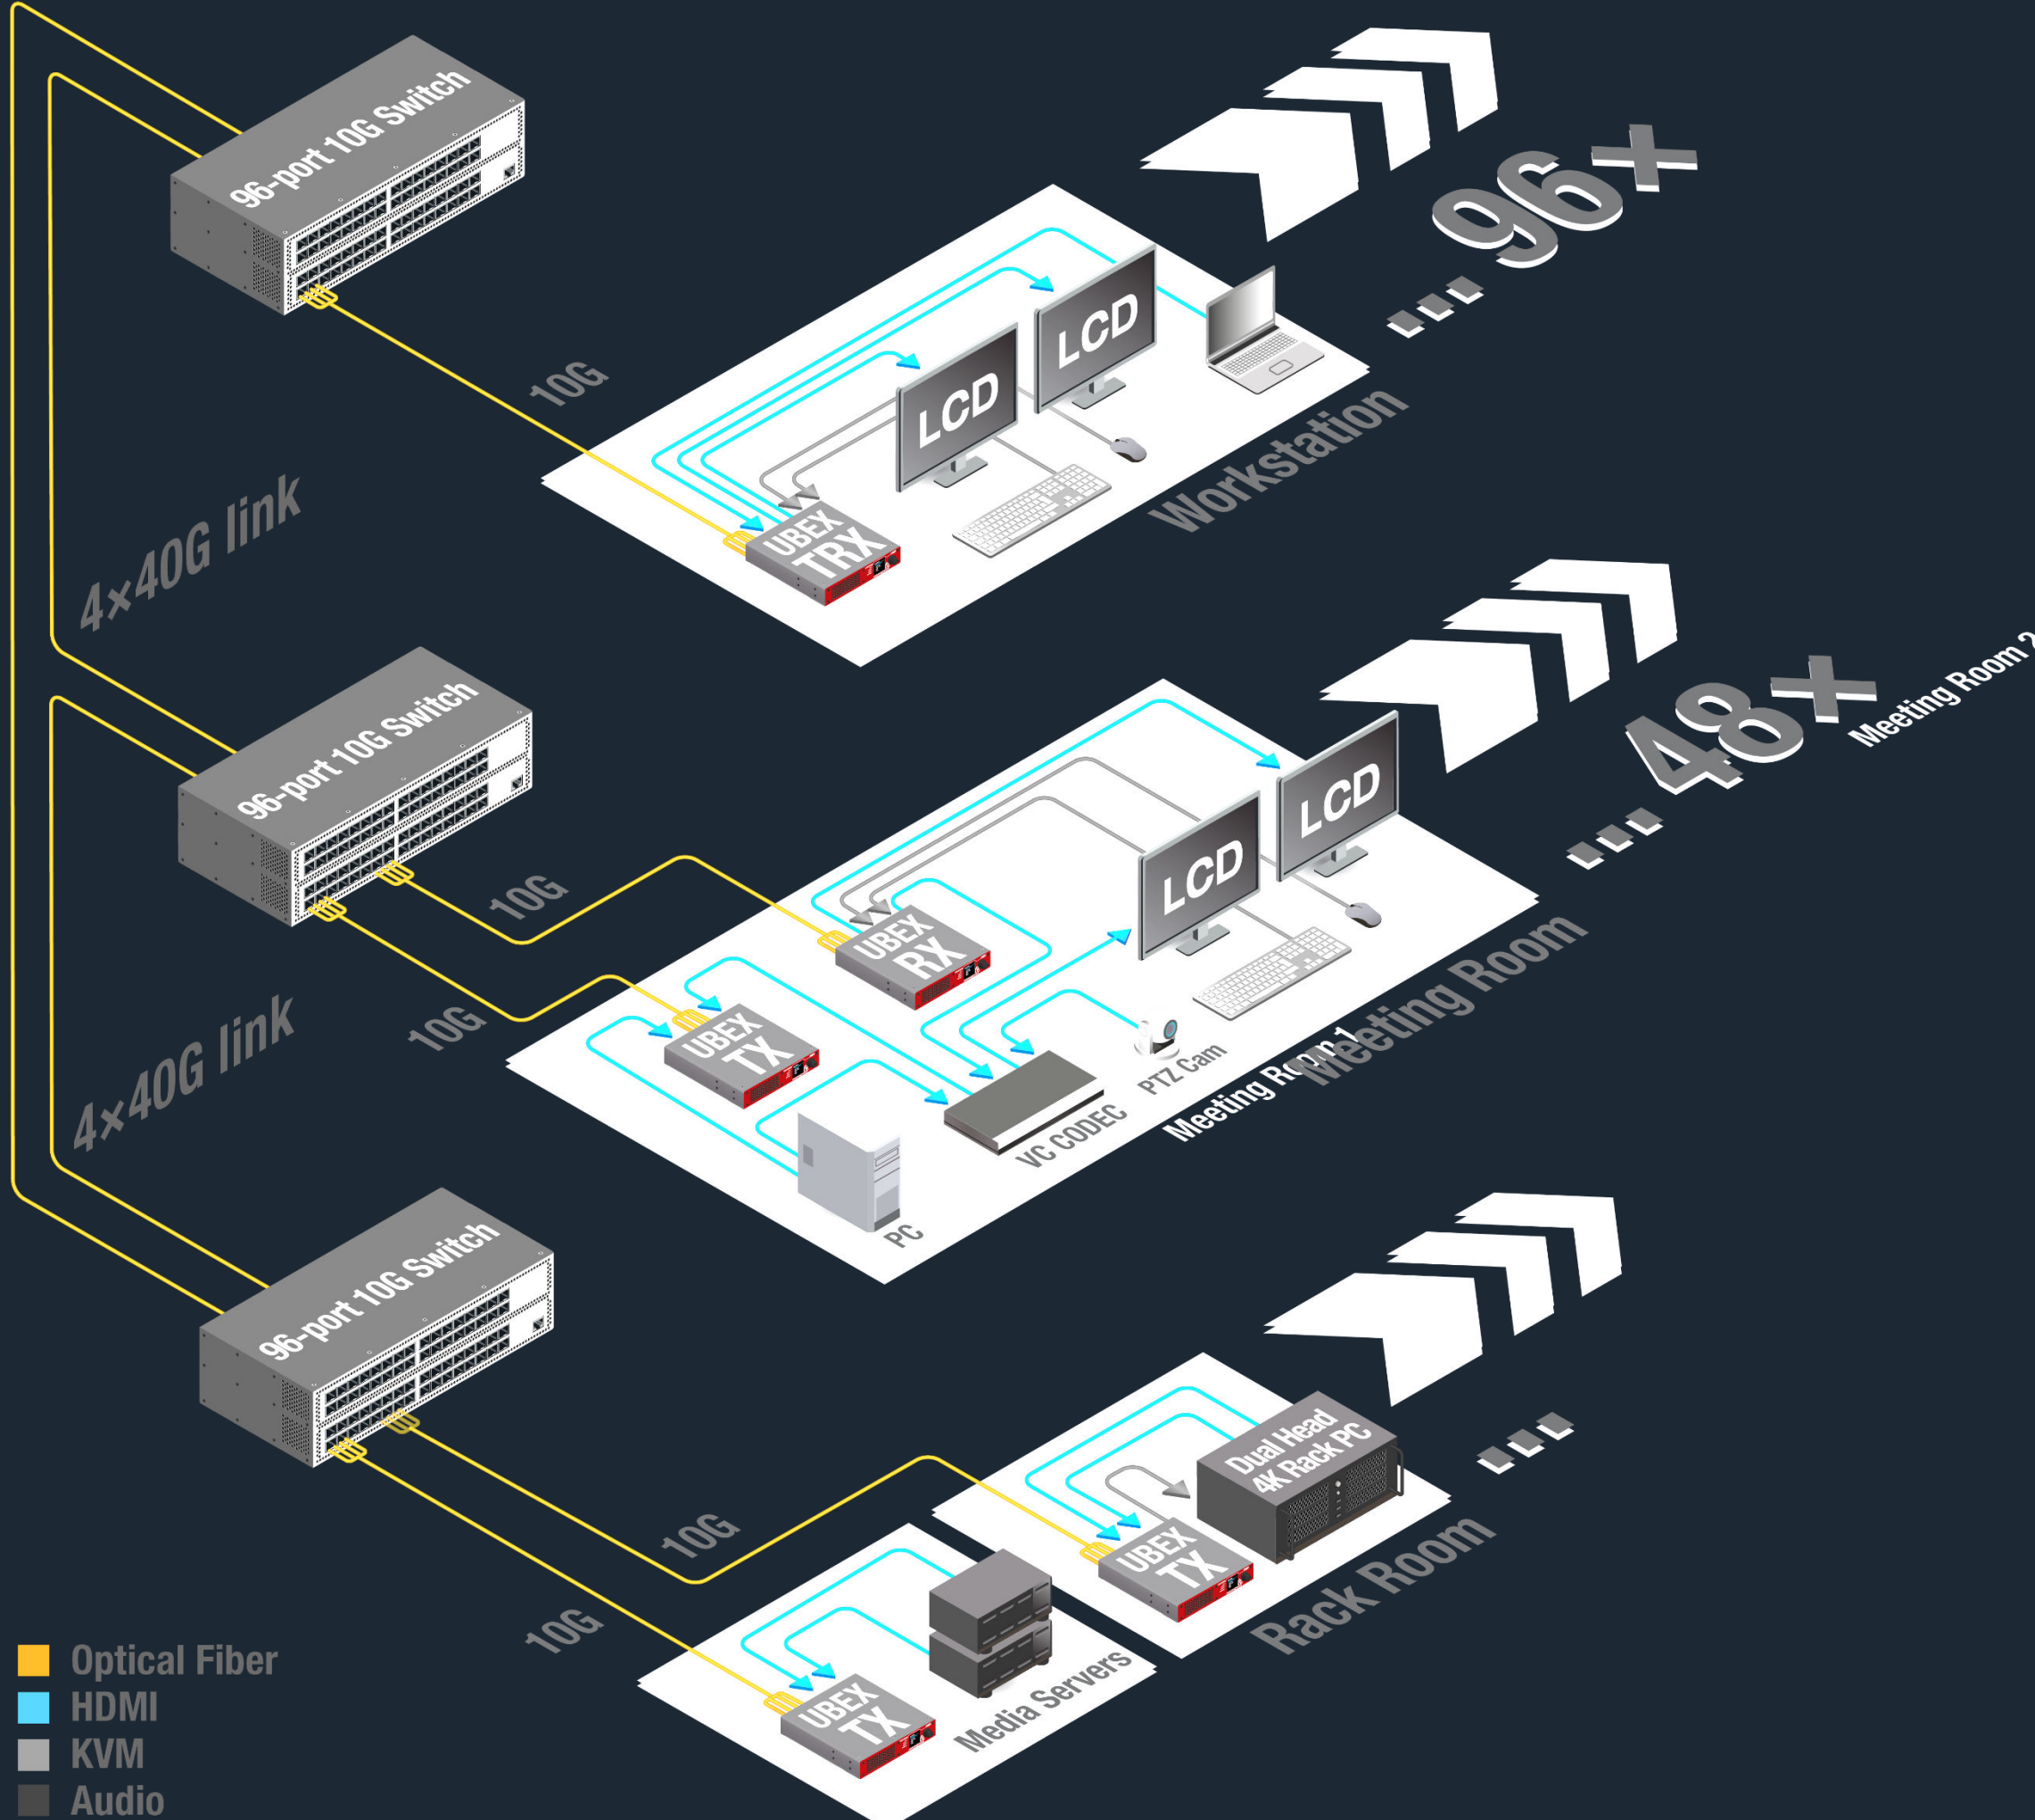 96-port 10G Switch
96×
10G
LCD
LCD
Workstation
UBEX
TRX
4×40G link
96-port 10G Switch
48×
Meeting Room 2
10G
LCD
LCD
UBEX
RX
10G
UBEX
TX
Meeting Room
Meeting Room 1
PTZ Cam
VC CODEC
PC
4×40G link
96-port 10G Switch
10G
Dual Head
4K Rack PC
UBEX
TX
Rack Room
10G
Media Servers
UBEX
TX
Optical Fiber
HDMI
KVM
Audio